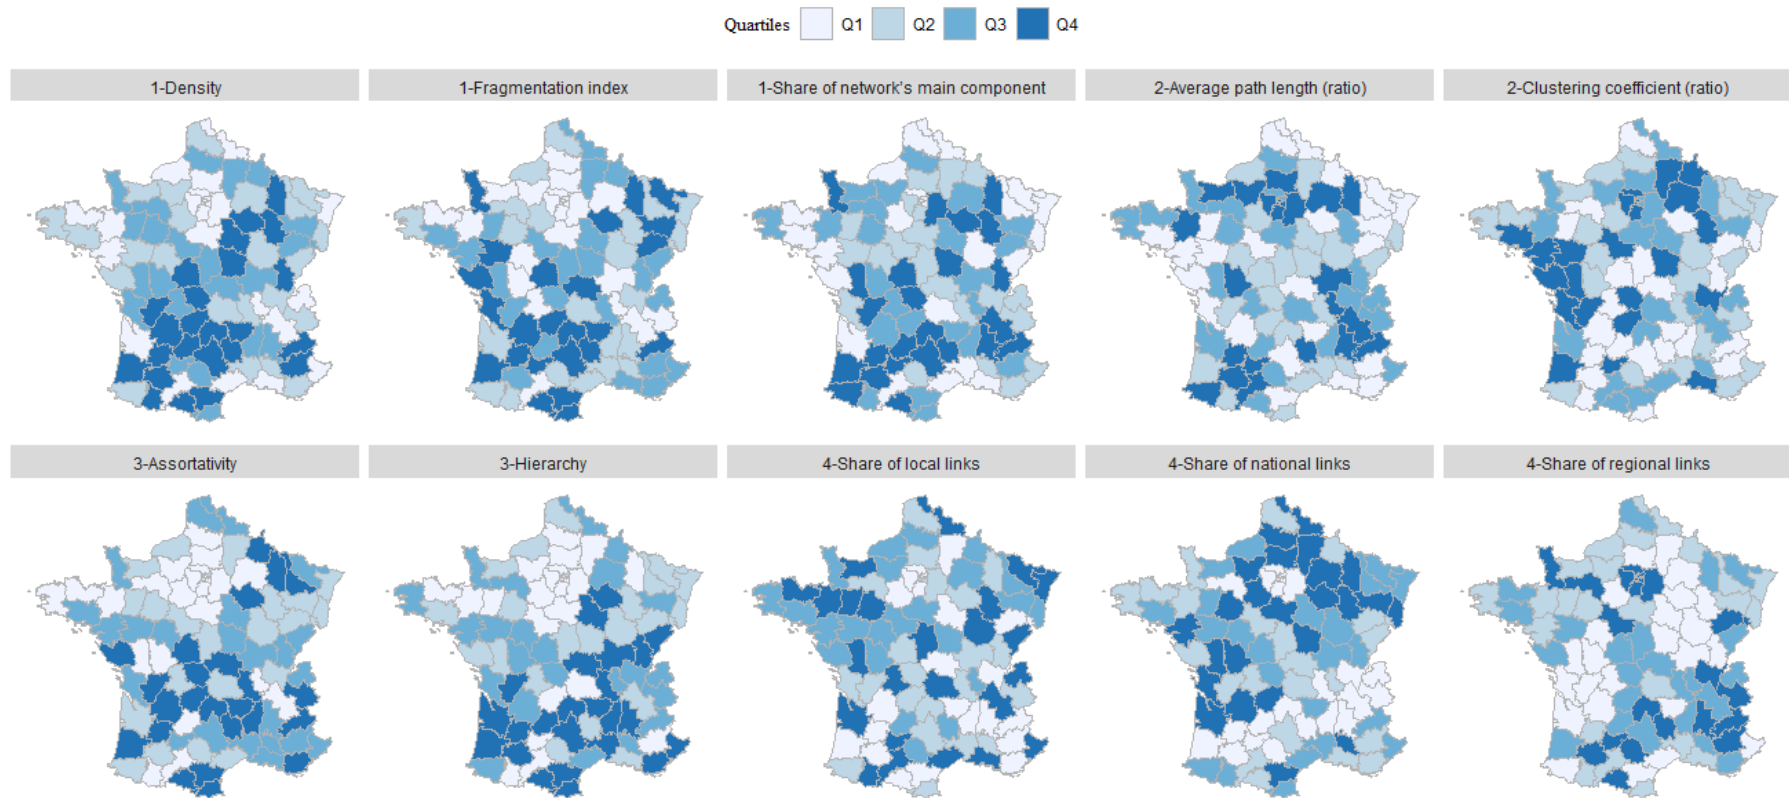 Quartiles Q1 Q2 Q3 Q4
1-Density
1-Fragmentation index
1-Share of network's main component
2-Average path length (ratio)
2-Clustering coefficient (ratio)
3-Assortativity
3-Hierarchy
4-Share of local links
4-Share of national links
4-Share of regional links